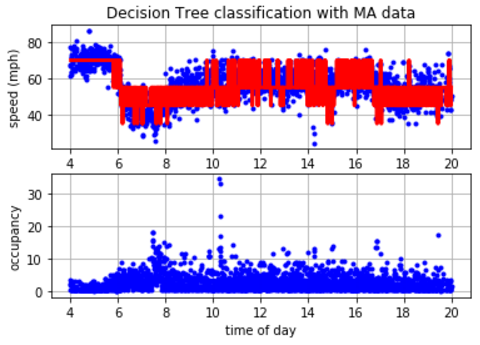 Decision Tree classification with MA data
speed (mph)
80
60
40
4 6 8 10 12 14 16 18 20
occupancy
30
20
10
0
4 6 8 10 12 14 16 18 20
time of day